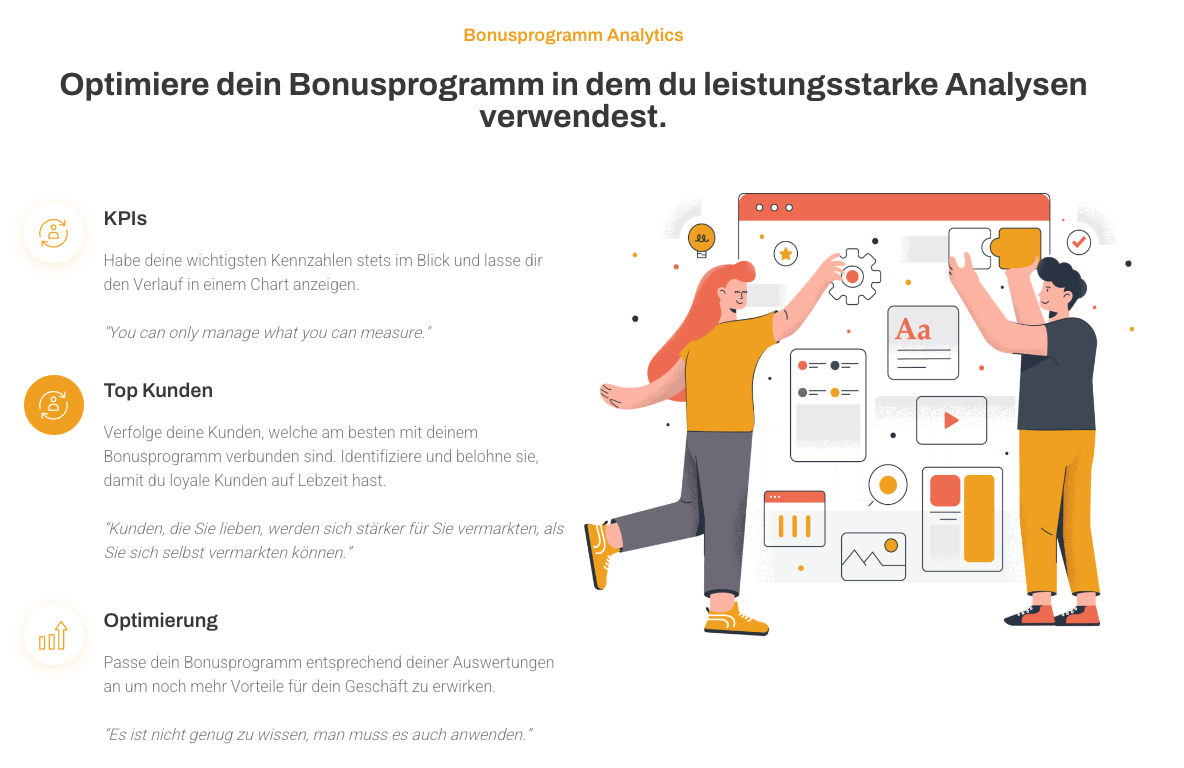 Bonusprogramm Analytics
Optimiere dein Bonusprogramm in dem du leistungsstarke Analysen
verwendest.
KPIs
Habe deine wichtigsten Kennzahlen stets im Blick und lasse dir
den Verlauf in einem Chart anzeigen.
"You can only manage what you can measure."
Top Kunden
Verfolge deine Kunden, welche am besten mit deinem
Bonusprogramm verbunden sind. Identifiziere und belohne sie,
damit du loyale Kunden auf Lebzeit hast.
“Kunden, die Sie lieben, werden sich stärker für Sie vermarkten, als
Sie sich selbst vermarkten können.”
Optimierung
Passe dein Bonusprogramm entsprechend deiner Auswertungen
an um noch mehr Vorteile für dein Geschäft zu erwirken.
“Es ist nicht genug zu wissen, man muss es auch anwenden.”
Aa